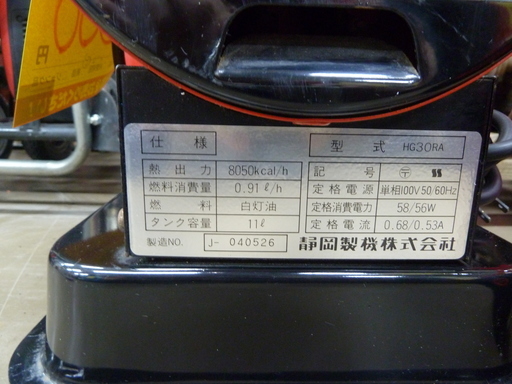 円
仕様
型式 HG30RA
熱出力 8050kcal/h
記号
燃料消費量 0.91ℓ/h
定格電源 単相100V50/60Hz
燃料 白灯油
定格消費電力 58/56W
タンク容量 11ℓ
定格電流 0.68/0.53A
製造NO. J- 040526
静岡製機株式会社